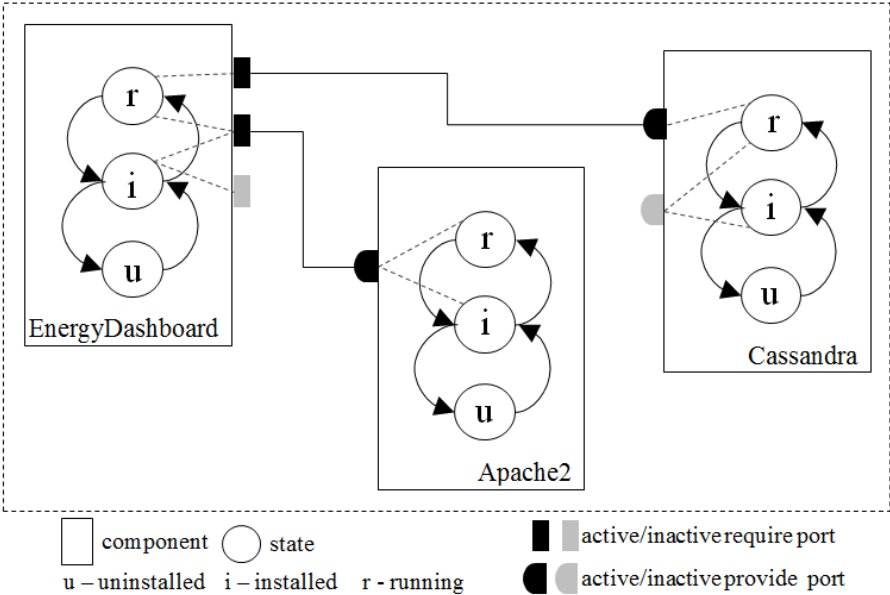 r
i
u
EnergyDashboard
r
i
u
Apache2
r
i
u
Cassandra
component
state
active/inactive require port
u – uninstalled i – installed r - running
active/inactive provide port